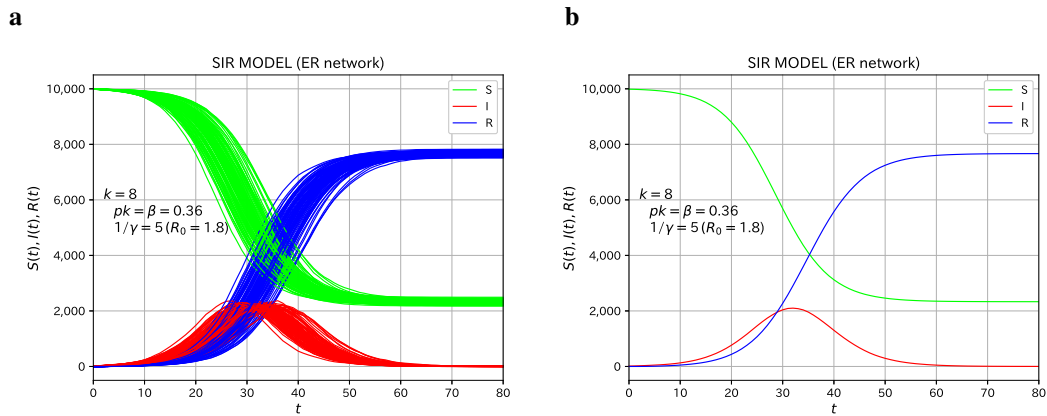 a
b
SIR MODEL (ER network)
10,000
8,000
6,000
4,000
2,000
0
S(t), I(t), R(t)
k = 8
pk = β = 0.36
1/γ = 5 (R₀ = 1.8)
S
I
R
0 10 20 30 40 50 60 70 80
t
SIR MODEL (ER network)
10,000
8,000
6,000
4,000
2,000
0
S(t), I(t), R(t)
k = 8
pk = β = 0.36
1/γ = 5 (R₀ = 1.8)
S
I
R
0 10 20 30 40 50 60 70 80
t